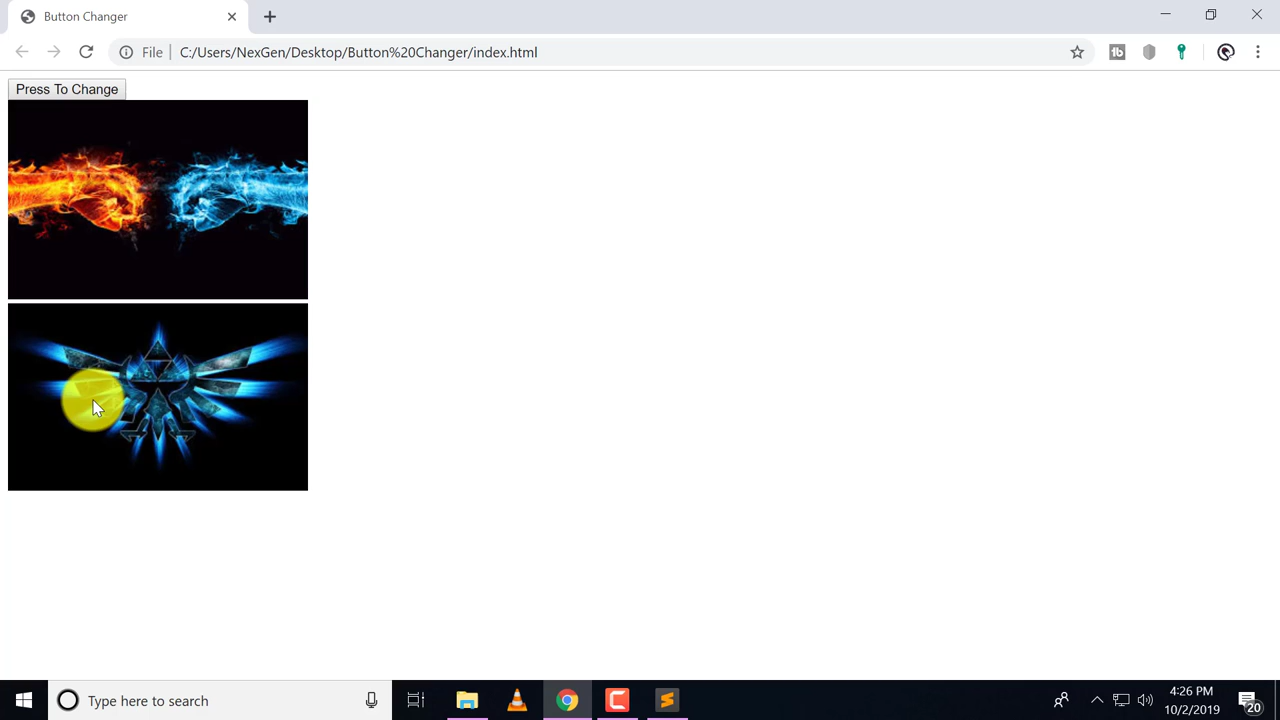 Button Changer
File
C:/Users/NexGen/Desktop/Button%20Changer/index.html
Press To Change
Type here to search
4:26 PM
10/2/2019
20